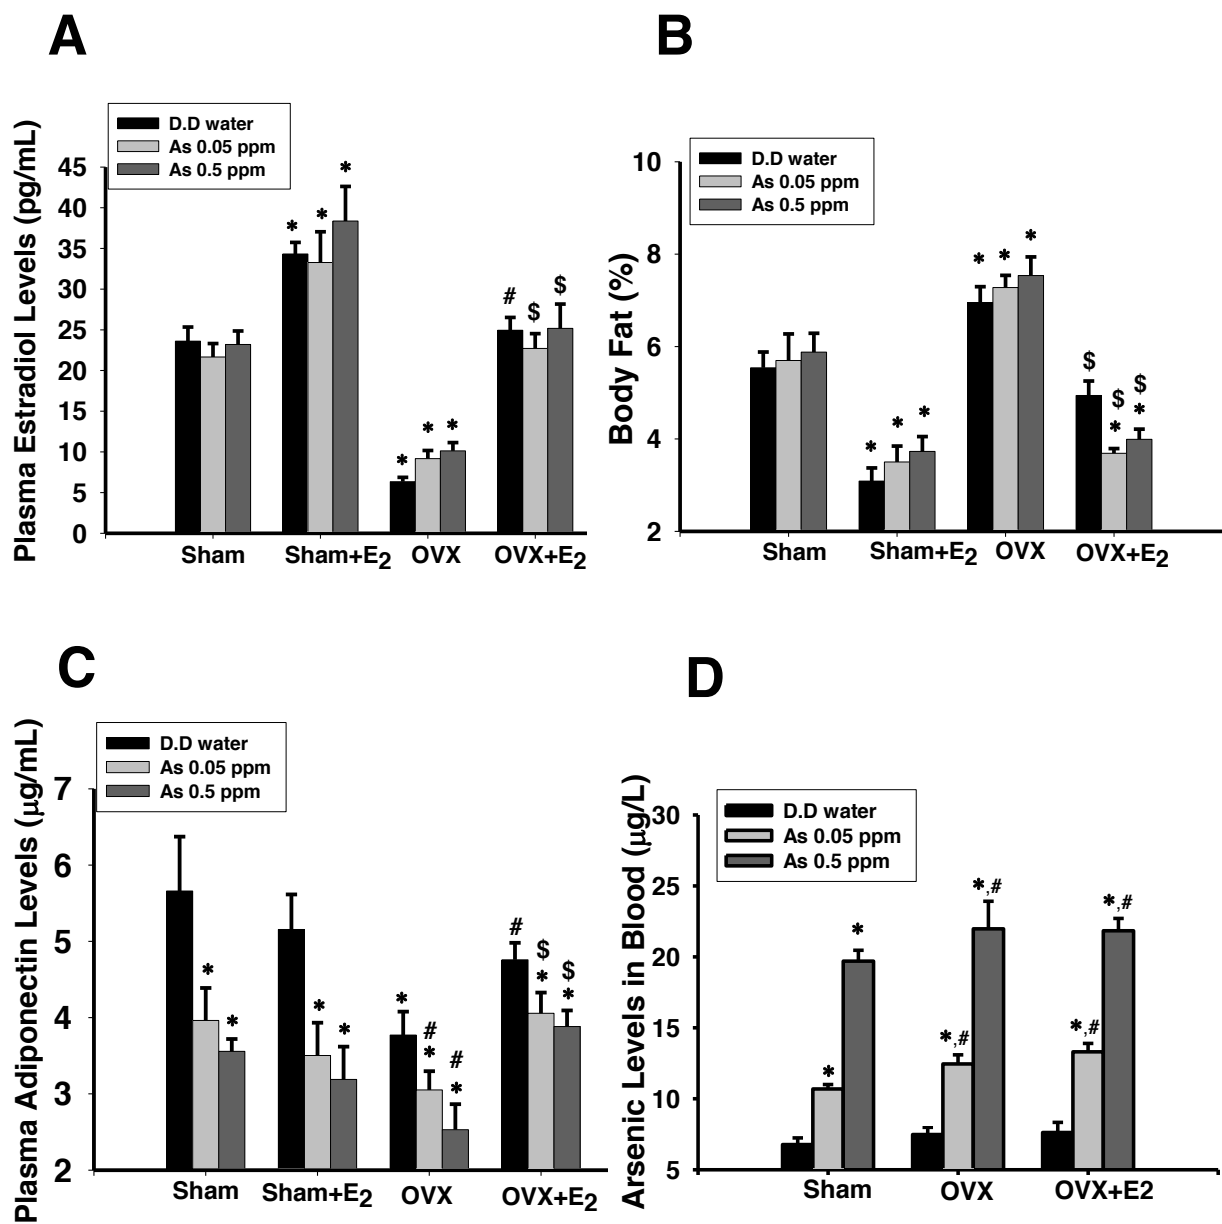 A
Plasma Estradiol Levels (pg/mL)
D.D water
As 0.05 ppm
As 0.5 ppm
45
40
35
30
25
20
15
10
5
0
* * *
* * *
# $ $
Sham Sham+E2 OVX OVX+E2
B
Body Fat (%)
D.D water
As 0.05 ppm
As 0.5 ppm
10
8
6
4
2
* * *
* * *
$ $ $
* *
Sham Sham+E2 OVX OVX+E2
C
Plasma Adiponectin Levels (μg/mL)
D.D water
As 0.05 ppm
As 0.5 ppm
7
6
5
4
3
2
* *
* *
* # #
* *
# $ $
* *
Sham Sham+E2 OVX OVX+E2
D
Arsenic Levels in Blood (μg/L)
D.D water
As 0.05 ppm
As 0.5 ppm
30
25
20
15
10
5
* *
*,# *,#
*,# *,#
Sham OVX OVX+E2